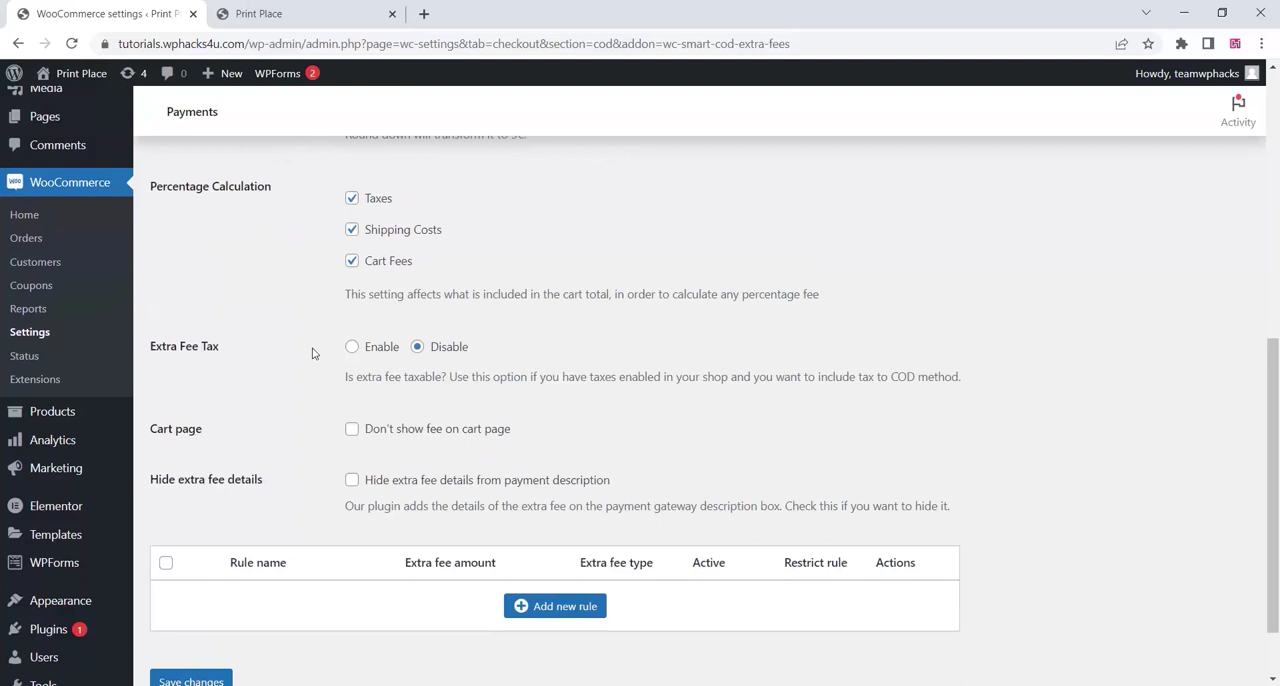 WooCommerce settings ‹ Print P
Print Place
tutorials.wphacks4u.com/wp-admin/admin.php?page=wc-settings&tab=checkout&section=cod&addon=wc-smart-cod-extra-fees
Print Place
4
0
New
WPForms
2
Howdy, teamwphacks
Media
Pages
Comments
WooCommerce
Home
Orders
Customers
Coupons
Reports
Settings
Status
Extensions
Products
Analytics
Marketing
Elementor
Templates
WPForms
Appearance
Plugins 1
Users
Tools
Payments
Activity
Round down will transform it to 5€.
Percentage Calculation
Taxes
Shipping Costs
Cart Fees
This setting affects what is included in the cart total, in order to calculate any percentage fee
Extra Fee Tax
Enable
Disable
Is extra fee taxable? Use this option if you have taxes enabled in your shop and you want to include tax to COD method.
Cart page
Don't show fee on cart page
Hide extra fee details
Hide extra fee details from payment description
Our plugin adds the details of the extra fee on the payment gateway description box. Check this if you want to hide it.
Rule name
Extra fee amount
Extra fee type
Active
Restrict rule
Actions
Add new rule
Save changes